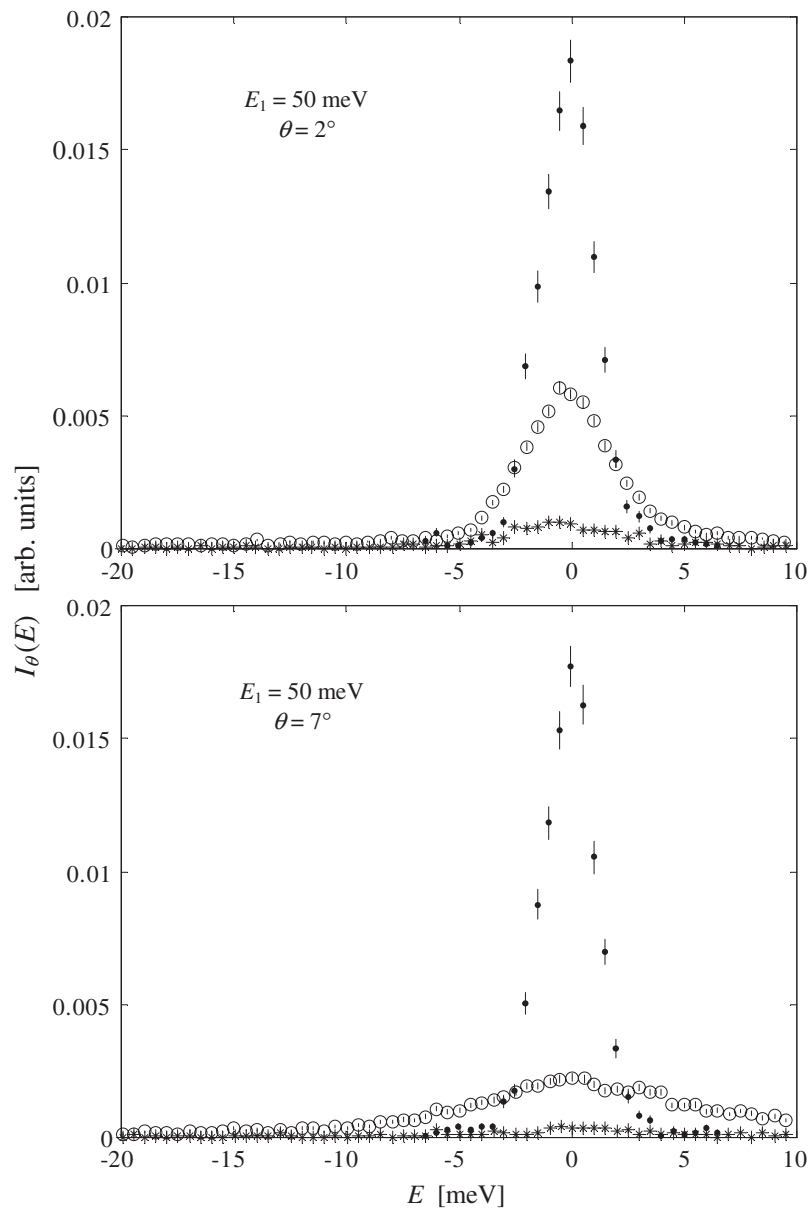 0.02
E₁ = 50 meV
θ = 2°
0.015
0.01
0.005
0
-20 -15 -10 -5 0 5 10
I_θ(E) [arb. units]
0.02
E₁ = 50 meV
θ = 7°
0.015
0.01
0.005
0
-20 -15 -10 -5 0 5 10
E [meV]